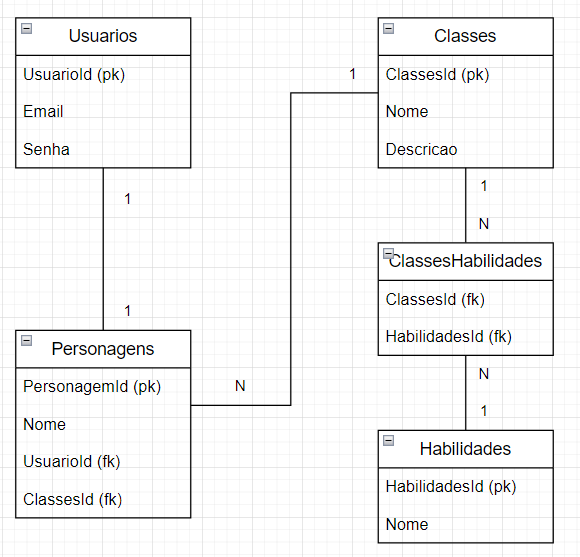 Usuarios
UsuarioId (pk)
Email
Senha
1
1
Personagens
PersonagemId (pk)
Nome
UsuarioId (fk)
ClassesId (fk)
N
1
Classes
ClassesId (pk)
Nome
Descricao
1
N
ClassesHabilidades
ClassesId (fk)
HabilidadesId (fk)
N
1
Habilidades
HabilidadesId (pk)
Nome